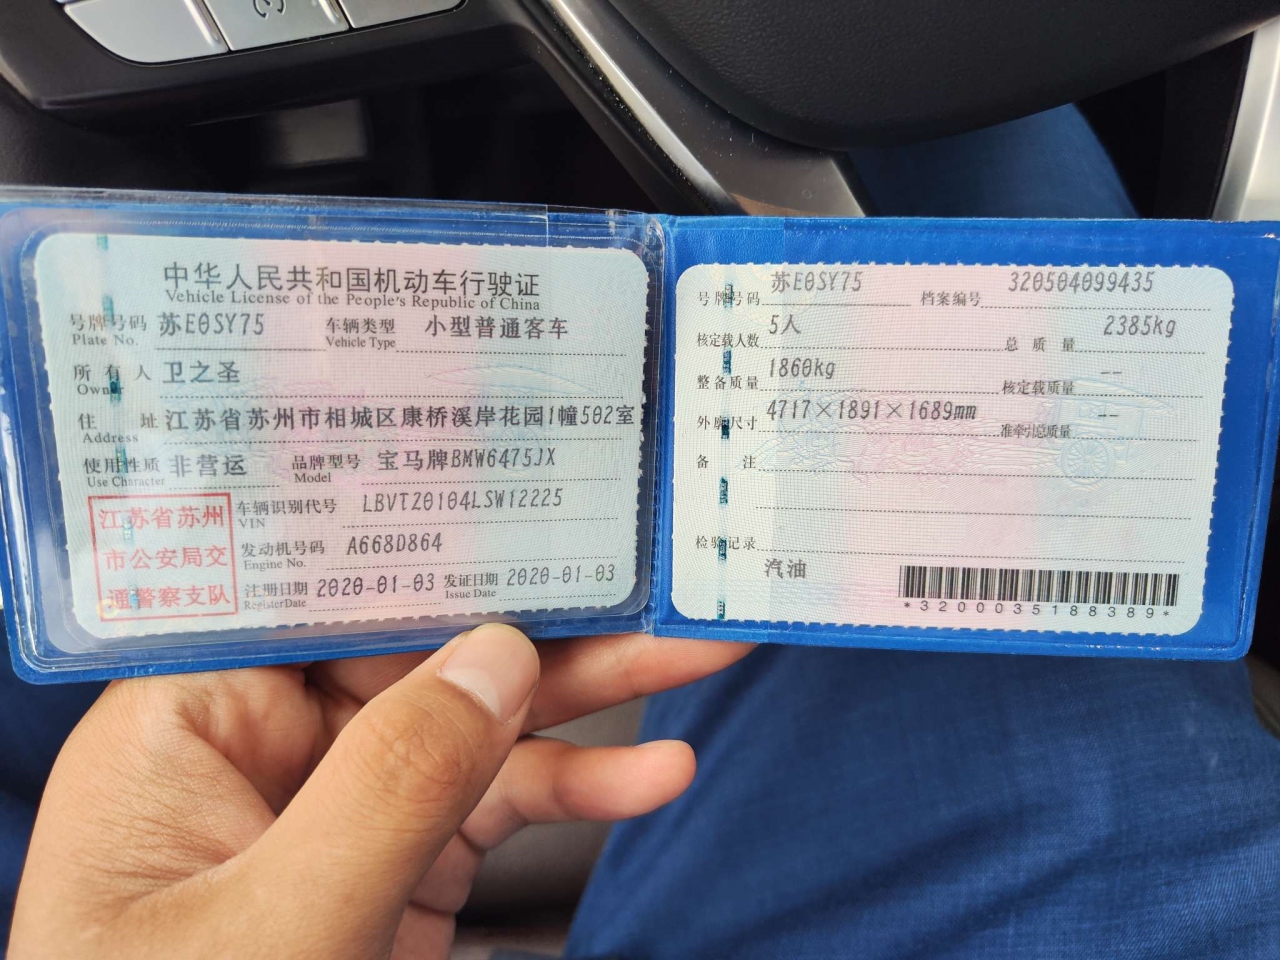 中华人民共和国机动车行驶证
Vehicle License of the People's Republic of China
号牌号码 苏E0SY75 车辆类型 小型普通客车
Plate No. Vehicle Type
所有人 卫之圣
Owner
住址 江苏省苏州市相城区康桥溪岸花园1幢502室
Address
使用性质 非营运 品牌型号 宝马牌BMW6475JX
Use Character Model
江苏省苏州
市公安局交
通警察支队
车辆识别代号 LBVTZ0104LSW12225
VIN
发动机号码 A668D864
Engine No.
注册日期 2020-01-03 发证日期 2020-01-03
Register Date Issue Date
号牌号码 苏E0SY75 档案编号 320504099435
核定载人数 5人 总质量 2385kg
整备质量 1860kg 核定载质量 --
外廓尺寸 4717×1891×1689mm 准牵引总质量 --
备注
检验记录
汽油
*3200035188389*